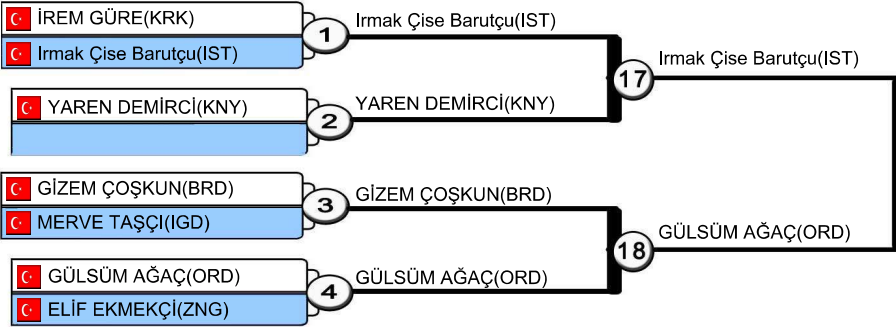 İREM GÜRE(KRK)
Irmak Çise Barutçu(IST)
1
Irmak Çise Barutçu(IST)
17
Irmak Çise Barutçu(IST)
YAREN DEMİRCİ(KNY)
2
YAREN DEMİRCİ(KNY)
GİZEM ÇOŞKUN(BRD)
MERVE TAŞÇI(IGD)
3
GİZEM ÇOŞKUN(BRD)
18
GÜLSÜM AĞAÇ(ORD)
GÜLSÜM AĞAÇ(ORD)
ELİF EKMEKÇİ(ZNG)
4
GÜLSÜM AĞAÇ(ORD)